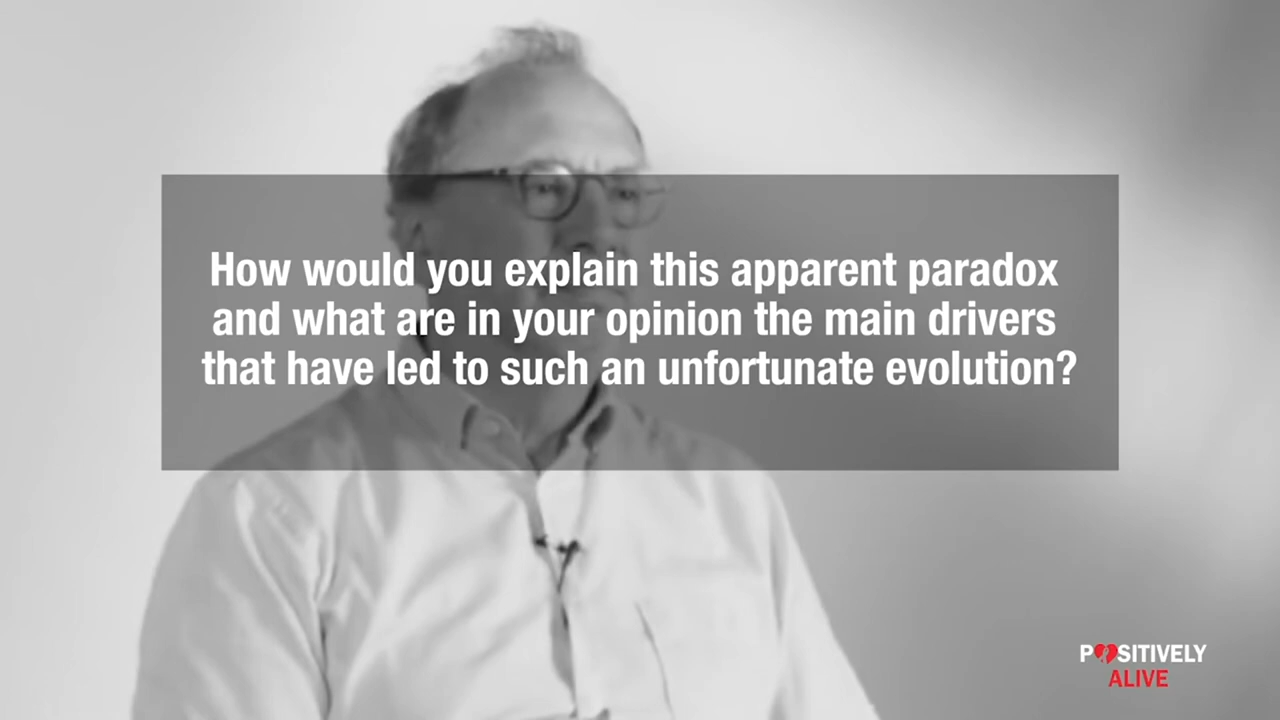 How would you explain this apparent paradox
and what are in your opinion the main drivers
that have led to such an unfortunate evolution?
POSITIVELY
ALIVE